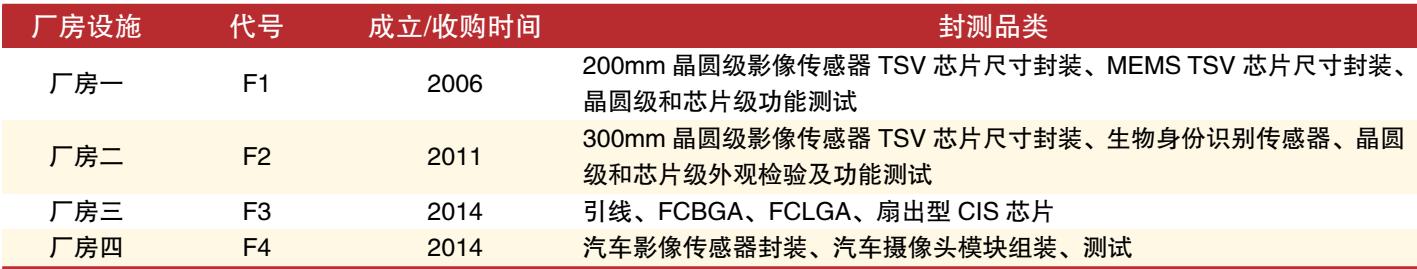 厂房设施 代号 成立/收购时间 封测品类
厂房一 F1 2006 200mm 晶圆级影像传感器 TSV 芯片尺寸封装、MEMS TSV 芯片尺寸封装、
晶圆级和芯片级功能测试
厂房二 F2 2011 300mm 晶圆级影像传感器 TSV 芯片尺寸封装、生物身份识别传感器、晶圆
级和芯片级外观检验及功能测试
厂房三 F3 2014 引线、FCBGA、FCLGA、扇出型 CIS 芯片
厂房四 F4 2014 汽车影像传感器封装、汽车摄像头模块组装、测试